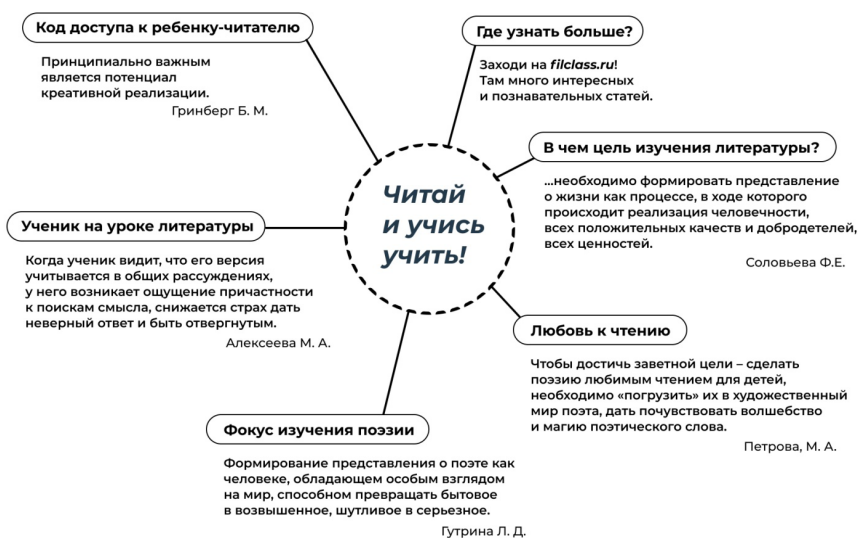 Код доступа к ребенку-читателю
Принципиально важным
является потенциал
креативной реализации.
Гринберг Б. М.
Где узнать больше?
Заходи на filclass.ru!
Там много интересных
и познавательных статей.
В чем цель изучения литературы?
...необходимо формировать представление
о жизни как процессе, в ходе которого
происходит реализация человечности,
всех положительных качеств и добродетелей,
всех ценностей.
Соловьева Ф.Е.
Читай
и учись
учить!
Ученик на уроке литературы
Когда ученик видит, что его версия
учитывается в общих рассуждениях,
у него возникает ощущение причастности
к поискам смысла, снижается страх дать
неверный ответ и быть отвергнутым.
Алексеева М. А.
Любовь к чтению
Чтобы достичь заветной цели – сделать
поэзию любимым чтением для детей,
необходимо «погрузить» их в художественный
мир поэта, дать почувствовать волшебство
и магию поэтического слова.
Петрова, М. А.
Фокус изучения поэзии
Формирование представления о поэте как
человеке, обладающем особым взглядом
на мир, способном превращать бытовое
в возвышенное, шутливое в серьезное.
Гутрина Л. Д.